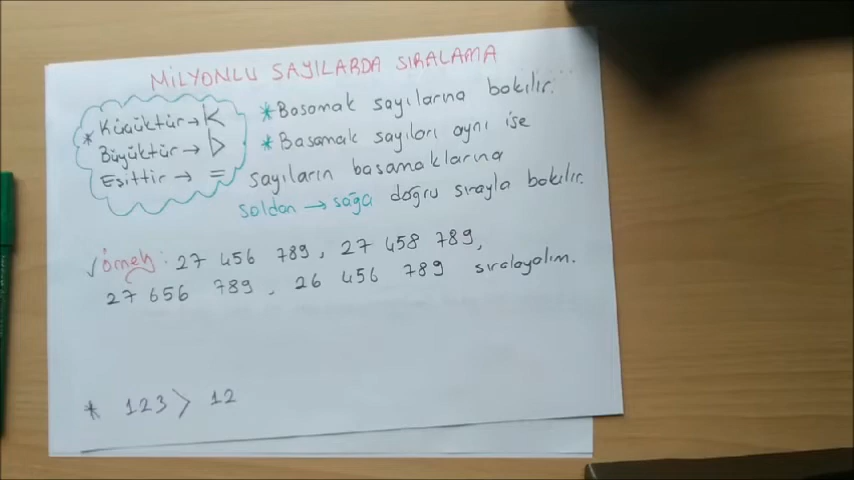 MİLYONLU SAYILARDA SIRALAMA
* Küçüktür → <
Büyüktür → >
Eşittir → =
* Basamak sayılarına bakılır.
* Basamak sayıları aynı ise
sayıların basamaklarına
soldan → sağa doğru sırayla bakılır.
√ örnek: 27 456 789, 27 458 789,
27 656 789, 26 456 789 sıralayalım.
* 123 > 12